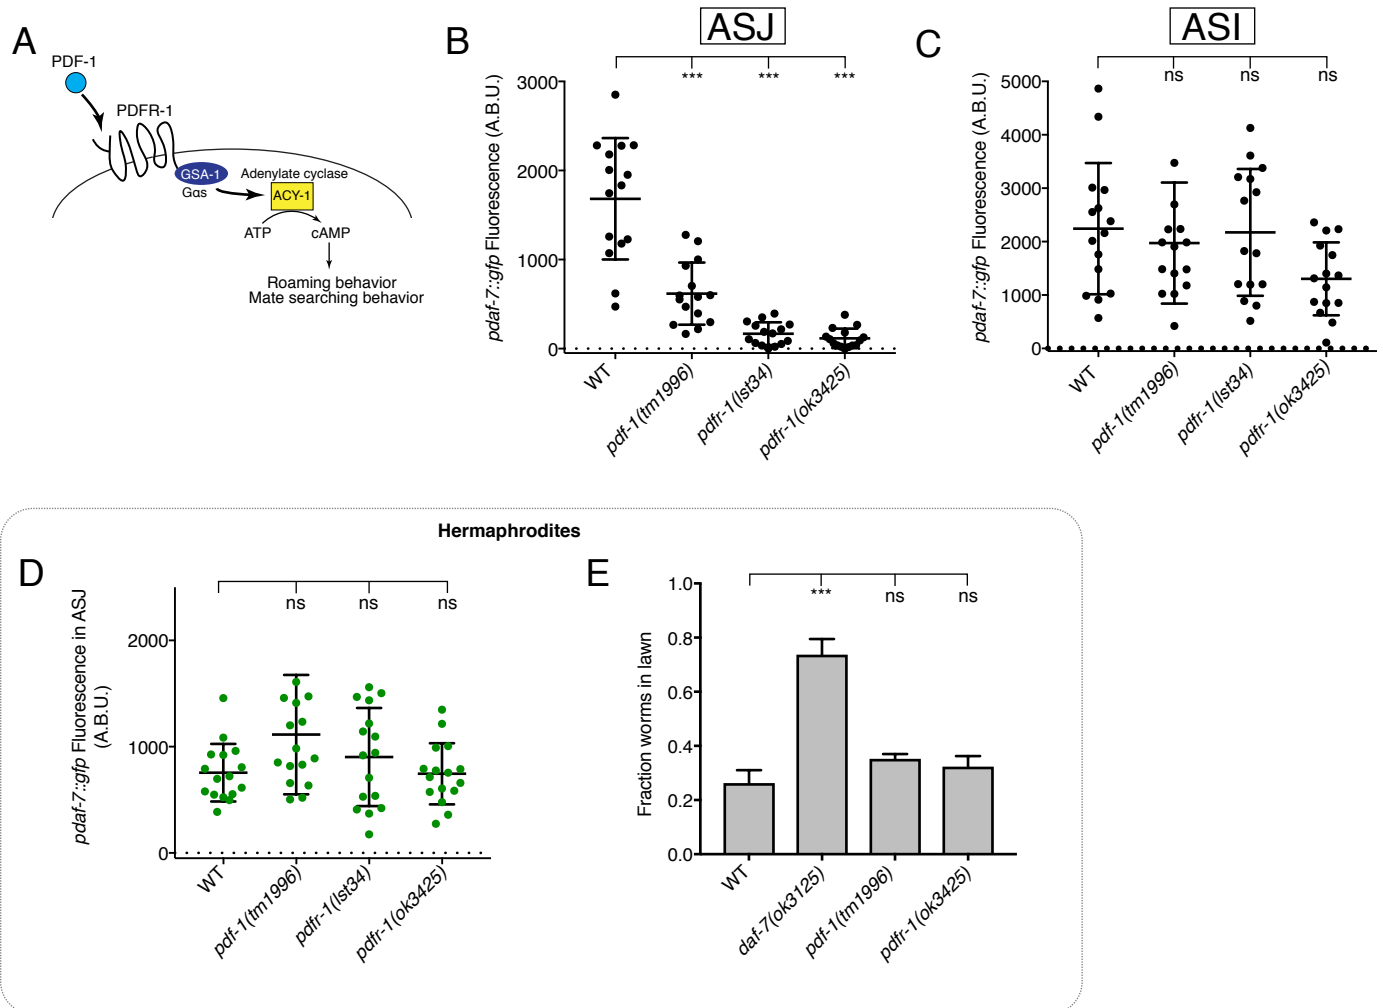 A
PDF-1
PDFR-1
GSA-1
Gαs
Adenylate cyclase
ACY-1
ATP
cAMP
Roaming behavior
Mate searching behavior
B
ASJ
*** *** ***
pdaf-7::gfp Fluorescence (A.B.U.)
3000
2000
1000
0
WT
pdf-1(tm1996)
pdfr-1(lst34)
pdfr-1(ok3425)
C
ASI
ns ns ns
pdaf-7::gfp Fluorescence (A.B.U.)
5000
4000
3000
2000
1000
0
WT
pdf-1(tm1996)
pdfr-1(lst34)
pdfr-1(ok3425)
Hermaphrodites
D
ns ns ns
pdaf-7::gfp Fluorescence in ASJ
(A.B.U.)
2000
1000
0
WT
pdf-1(tm1996)
pdfr-1(lst34)
pdfr-1(ok3425)
E
*** ns ns
Fraction worms in lawn
1.0
0.8
0.6
0.4
0.2
0.0
WT
daf-7(ok3125)
pdf-1(tm1996)
pdfr-1(ok3425)